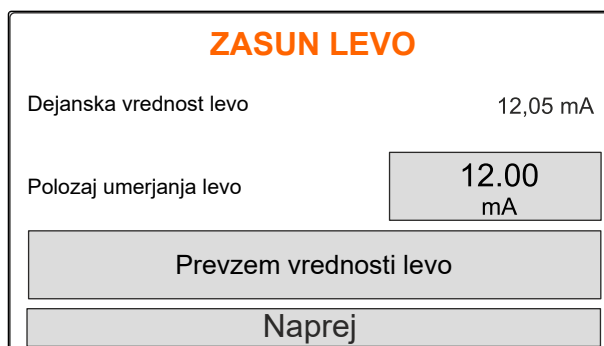 ZASUN LEVO
Dejanska vrednost levo 12,05 mA
Polozaj umerjanja levo 12.00
mA
Prevzem vrednosti levo
Naprej